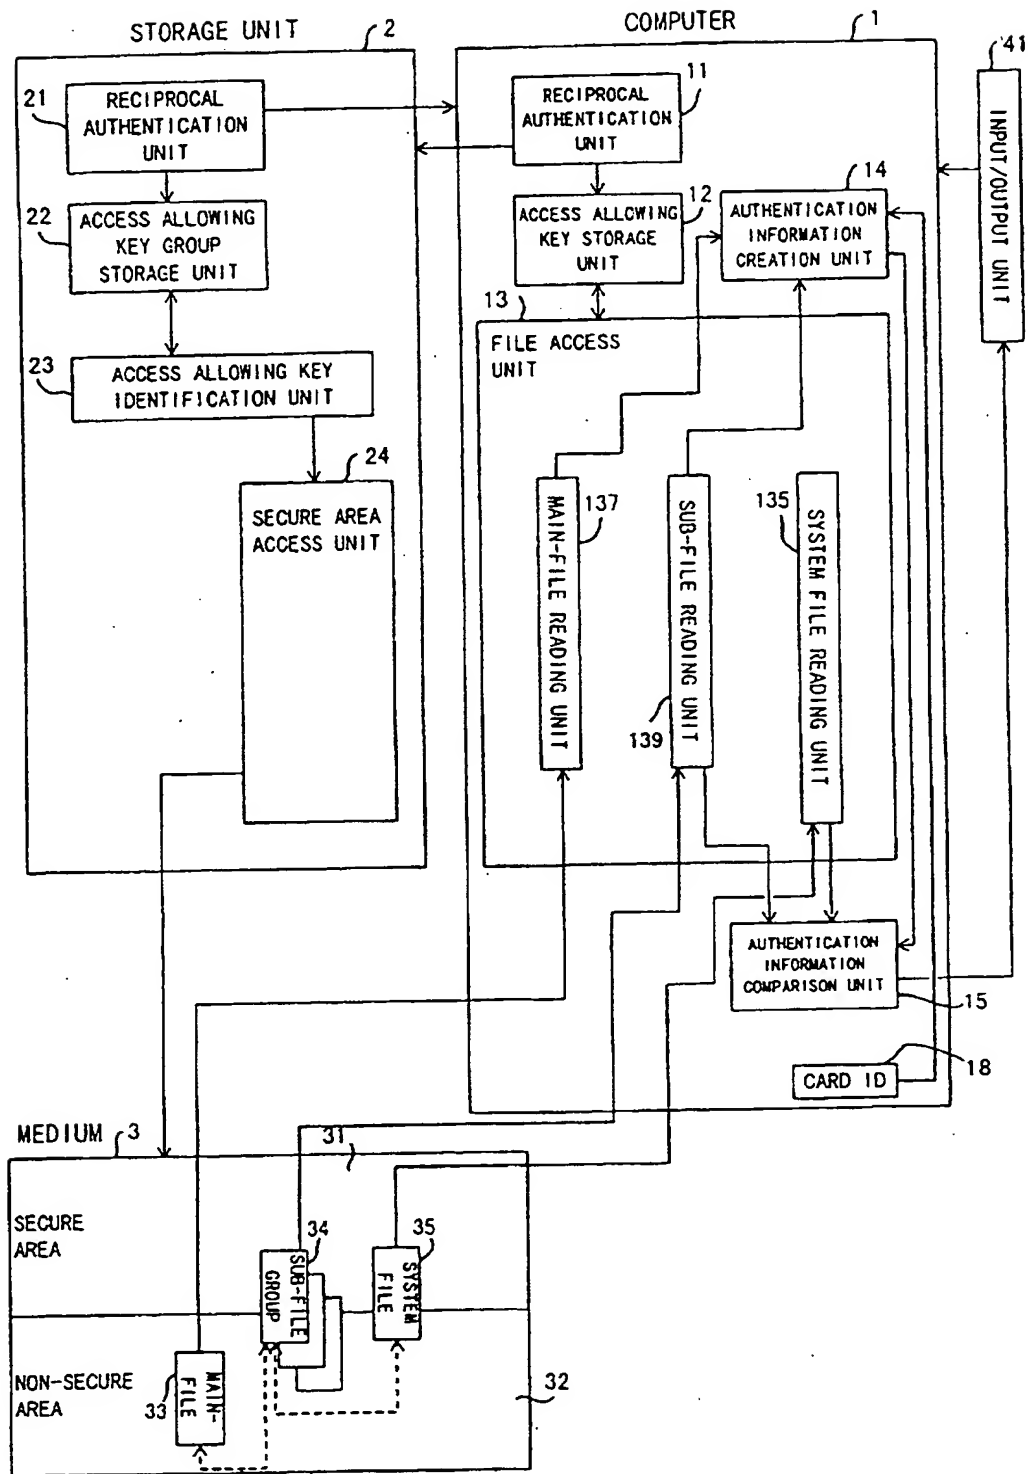 STORAGE UNIT
2
21
RECIPROCAL
AUTHENTICATION
UNIT
22
ACCESS ALLOWING
KEY GROUP
STORAGE UNIT
23
ACCESS ALLOWING KEY
IDENTIFICATION UNIT
24
SECURE AREA
ACCESS UNIT
COMPUTER
1
11
RECIPROCAL
AUTHENTICATION
UNIT
12
ACCESS ALLOWING
KEY STORAGE
UNIT
14
AUTHENTICATION
INFORMATION
CREATION UNIT
13
FILE ACCESS
UNIT
MAIN-FILE READING UNIT
137
SUB-FILE READING UNIT
139
SYSTEM FILE READING UNIT
135
AUTHENTICATION
INFORMATION
COMPARISON UNIT
15
CARD ID
18
41
INPUT/OUTPUT UNIT
MEDIUM
3
31
SECURE
AREA
34
SUB-FILE
GROUP
35
SYSTEM
FILE
NON-SECURE
AREA
33
MAIN-
FILE
32